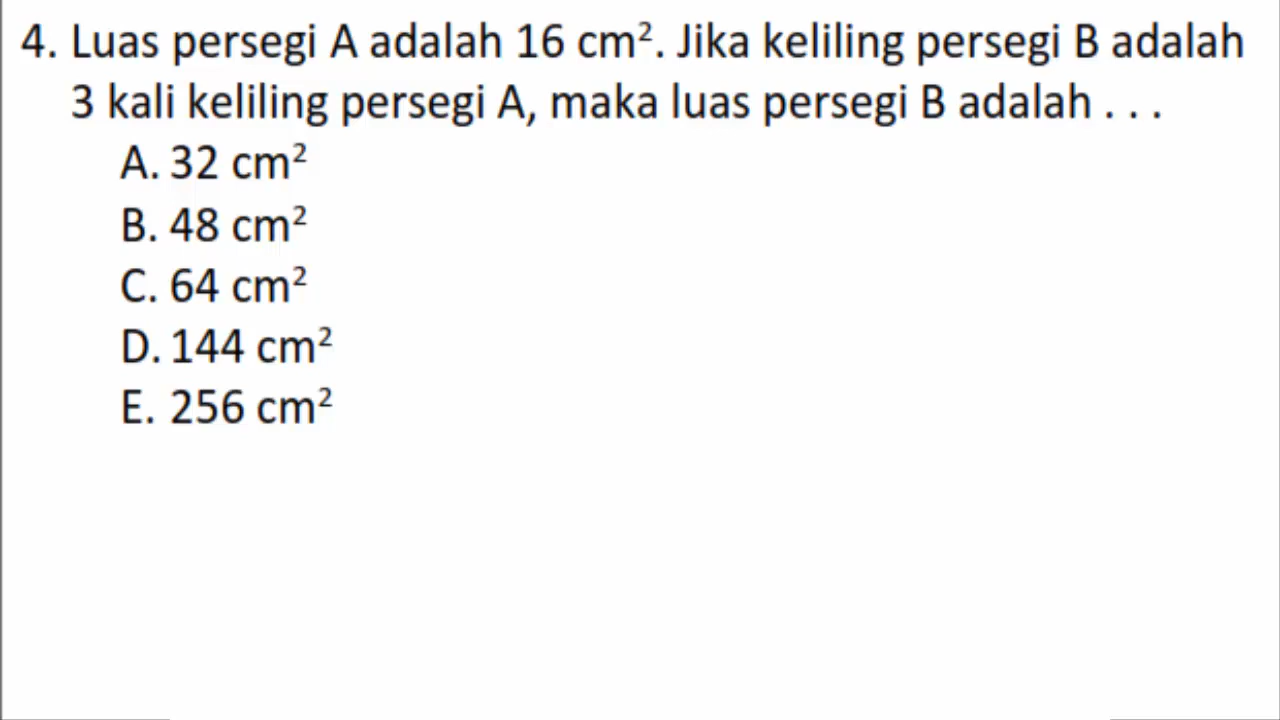 4. Luas persegi A adalah 16 cm². Jika keliling persegi B adalah
3 kali keliling persegi A, maka luas persegi B adalah . . .
A. 32 cm²
B. 48 cm²
C. 64 cm²
D. 144 cm²
E. 256 cm²